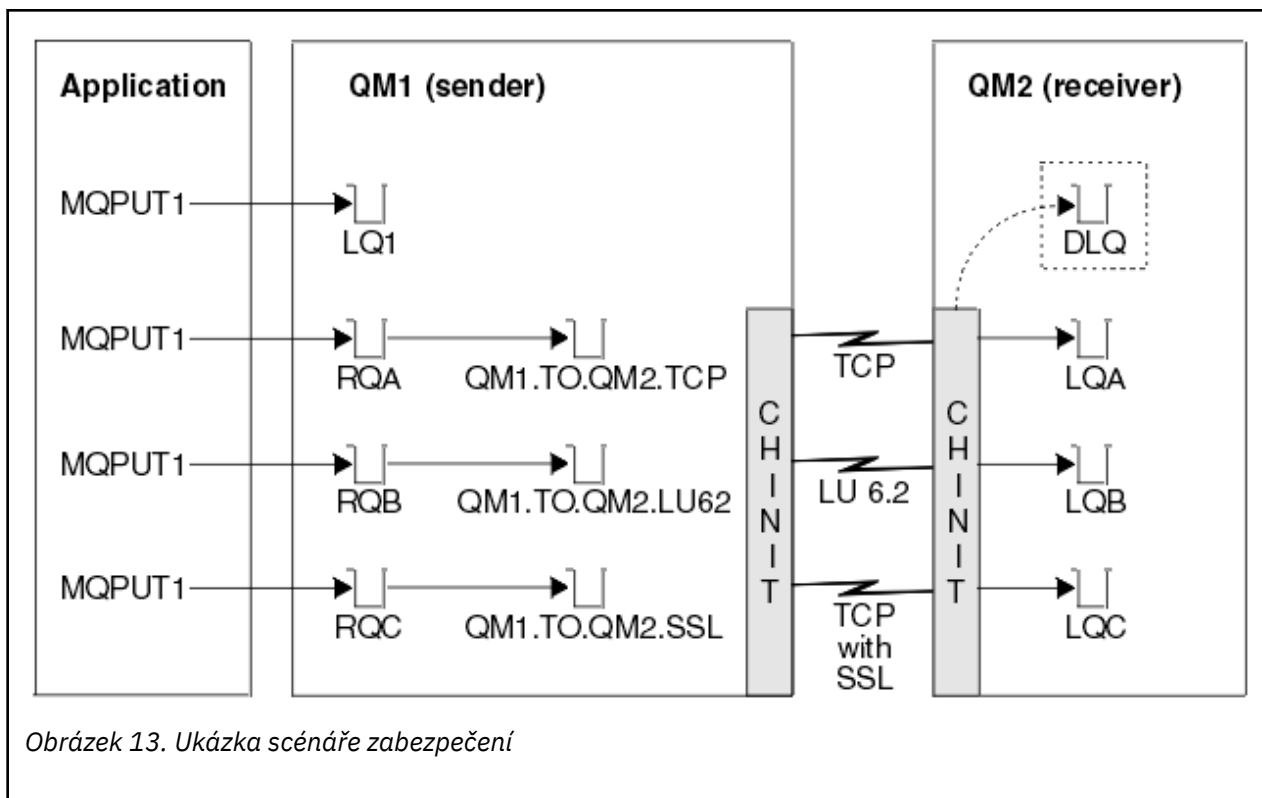 Application
QM1 (sender)
QM2 (receiver)
MQPUT1
LQ1
DLQ
MQPUT1
RQA
QM1.TO.QM2.TCP
TCP
LQA
MQPUT1
RQB
QM1.TO.QM2.LU62
LU 6.2
LQB
MQPUT1
RQC
QM1.TO.QM2.SSL
TCP
with
SSL
LQC
CHINIT
CHINIT
Obrázek 13. Ukázka scénáře zabezpečení